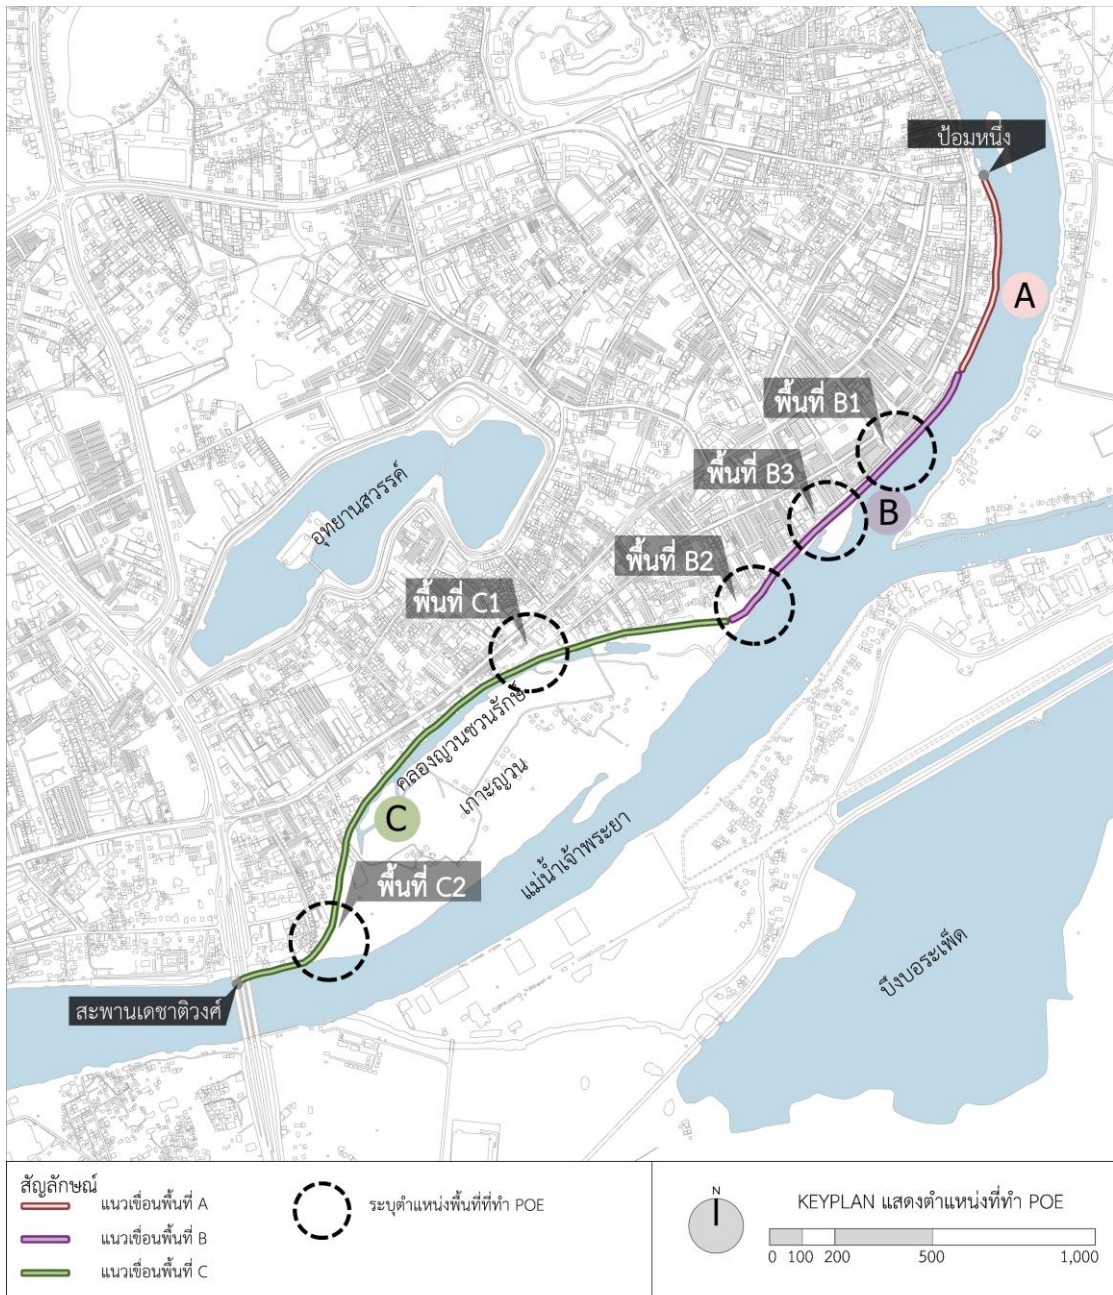 ป้อมหนึ่ง
A
พื้นที่ B1
พื้นที่ B3
B
อุทยานสวรรค์
พื้นที่ B2
พื้นที่ C1
คลองญวนชวนรักษ์
เกาะญวน
C
แม่น้ำเจ้าพระยา
พื้นที่ C2
บึงบอระเพ็ด
สะพานเดชาติวงศ์
สัญลักษณ์
แนวเขื่อนพื้นที่ A
แนวเขื่อนพื้นที่ B
แนวเขื่อนพื้นที่ C
ระบุตำแหน่งพื้นที่ที่ทำ POE
N
KEYPLAN แสดงตำแหน่งที่ทำ POE
0 100 200 500 1,000